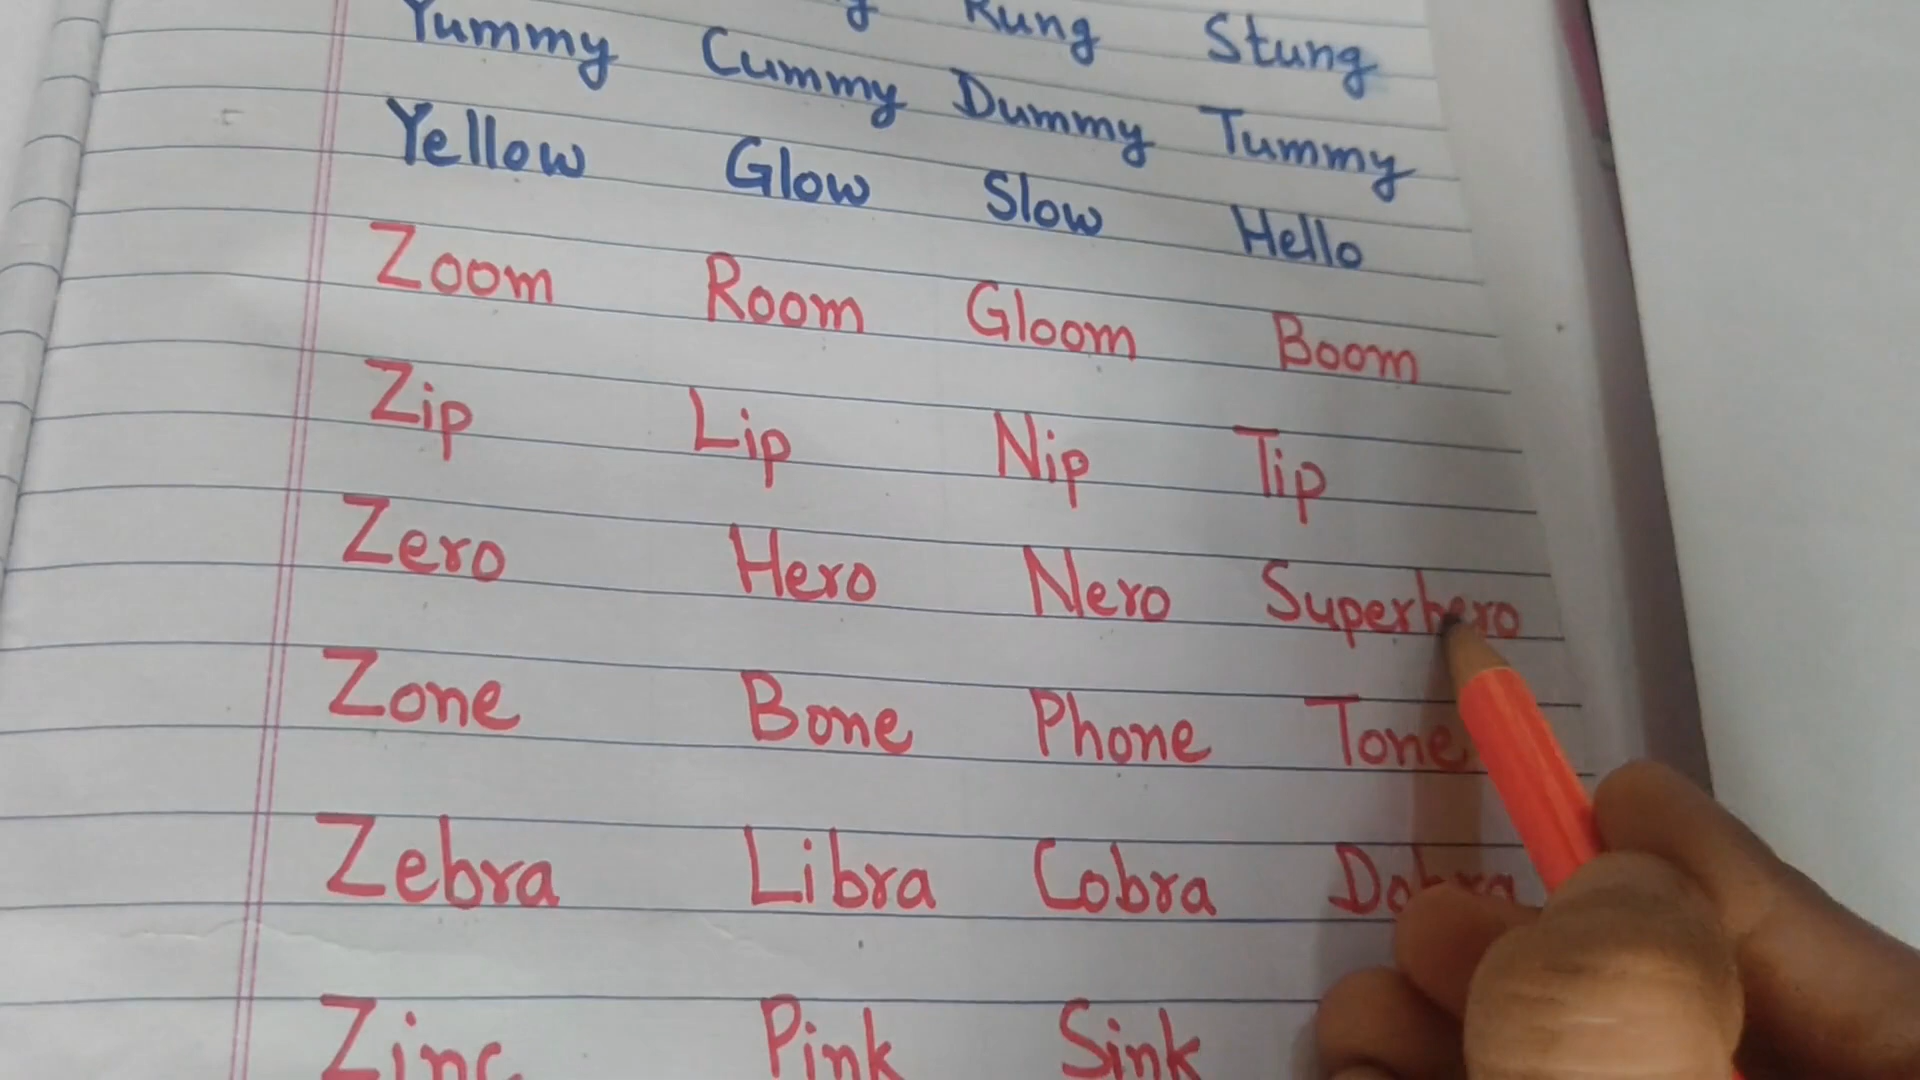 Rung Stung
Yummy Cummy Dummy Tummy
Yellow Glow Slow Hello
Zoom Room Gloom Boom
Zip Lip Nip Tip
Zero Hero Nero Superhero
Zone Bone Phone Tone
Zebra Libra Cobra Dobra
Zinc Pink Sink